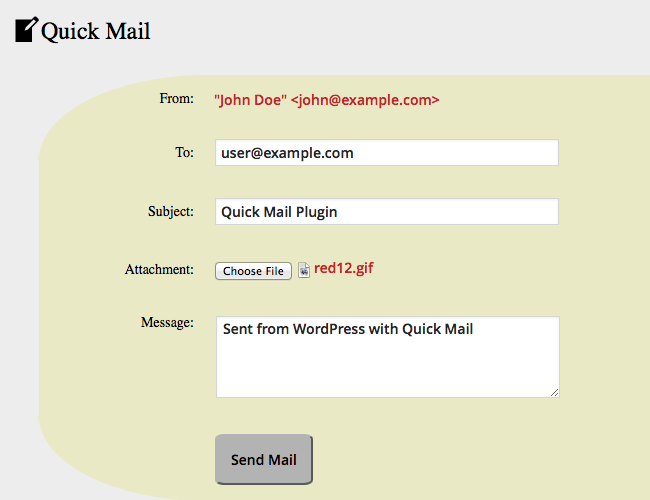 Quick Mail
From: "John Doe" <john@example.com>
To: user@example.com
Subject: Quick Mail Plugin
Attachment: Choose File red12.gif
Message: Sent from WordPress with Quick Mail
Send Mail